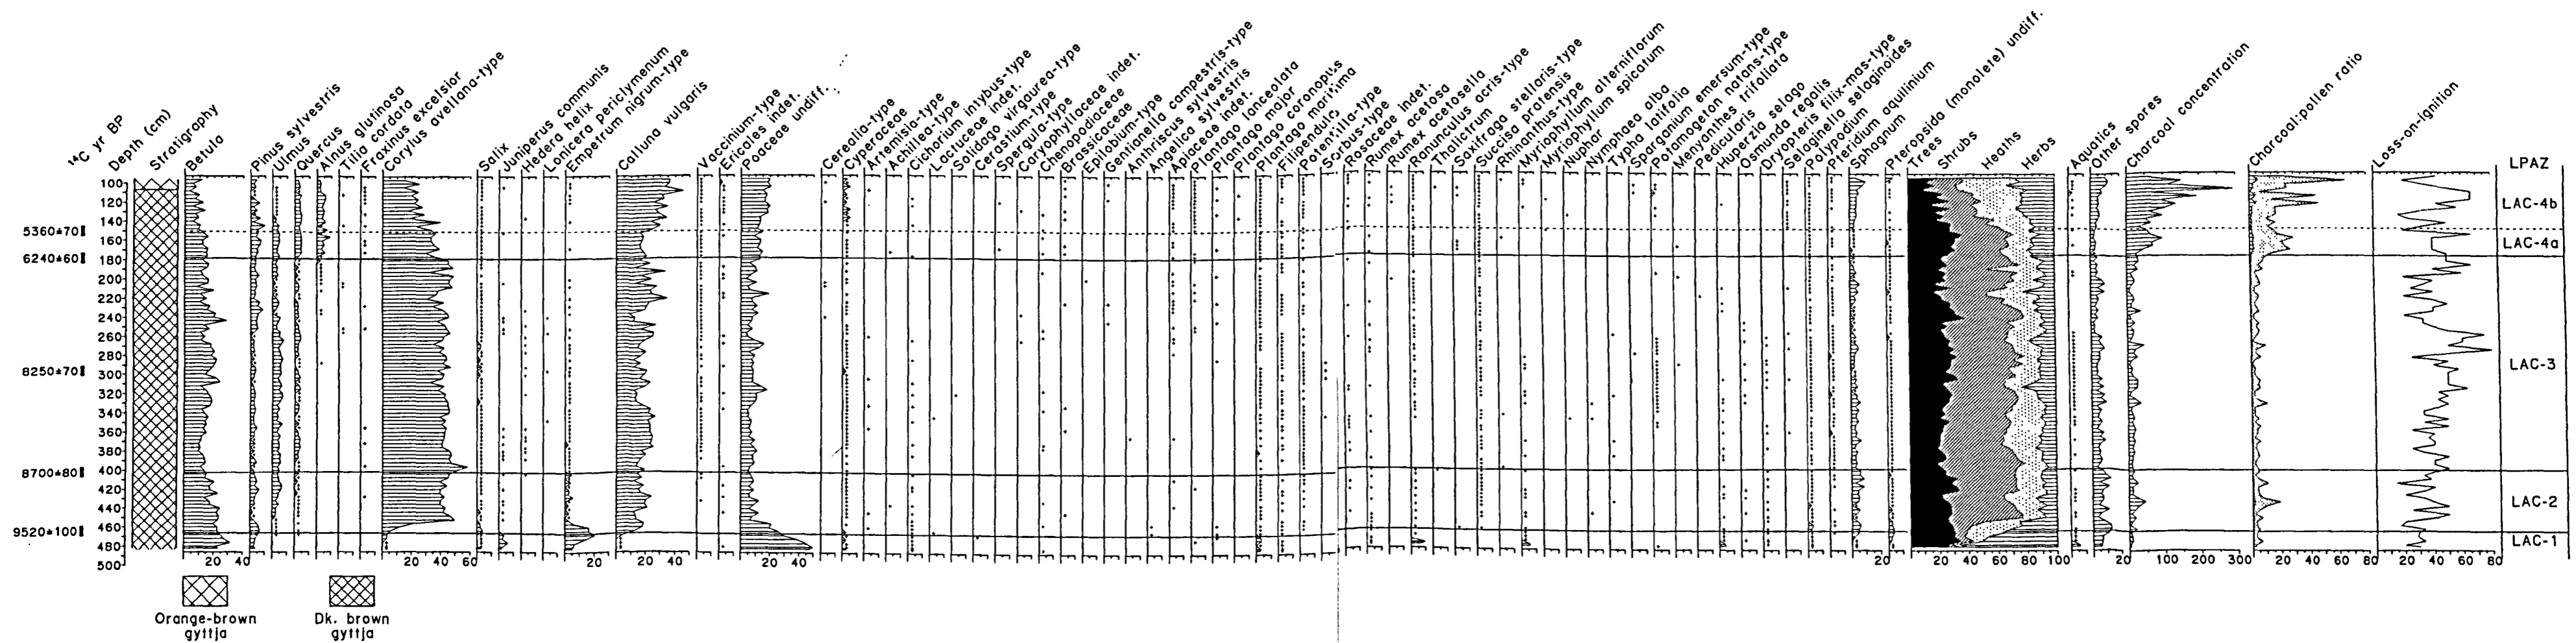 ¹⁴C yr BP
Depth (cm)
Stratigraphy
Betula
Pinus sylvestris
Ulmus
Quercus
Alnus glutinosa
Tilia cordata
Fraxinus excelsior
Corylus avellana-type
Salix
Juniperus communis
Hedera helix
Lonicera periclymenum
Empetrum nigrum-type
Calluna vulgaris
Vaccinium-type
Ericales indet.
Poaceae undiff.
Cerealia-type
Cyperaceae
Artemisia-type
Achillea-type
Cichorium intybus-type
Lactuceae indet.
Solidago virgaurea-type
Cerastium-type
Spergula-type
Caryophyllaceae indet.
Chenopodiaceae
Brassicaceae
Epilobium-type
Gentianella campestris-type
Anthriscus sylvestris
Angelica sylvestris
Apiaceae indet.
Plantago lanceolata
Plantago major
Plantago coronopus
Plantago maritima
Filipendula
Potentilla-type
Sorbus-type
Rosaceae indet.
Rumex acetosa
Rumex acetosella
Ranunculus acris-type
Thalictrum
Saxifraga stellaris-type
Succisa pratensis
Rhinanthus-type
Myriophyllum alterniflorum
Myriophyllum spicatum
Nuphar
Nymphaea alba
Typha latifolia
Sparganium emersum-type
Potamogeton natans-type
Menyanthes trifoliata
Pedicularis
Huperzia selago
Osmunda regalis
Dryopteris filix-mas-type
Selaginella selaginoides
Polypodium
Pteridium aquilinium
Sphagnum
Pteropsida (monolete) undiff.
Trees
Shrubs
Heaths
Herbs
Aquatics
Other spores
Charcoal concentration
Charcoal:pollen ratio
Loss-on-ignition
LPAZ
100
120
140
5360±70
160
6240±60
180
200
220
240
260
280
8250±70
300
320
340
360
380
8700±80
400
420
440
460
9520±100
480
500
LAC-4b
LAC-4a
LAC-3
LAC-2
LAC-1
20 40
20 40 60
20
20 40
20 40
20
20 40 60 80 100
20
100 200 300
20 40 60 80
20 40 60 80
Orange-brown
gyttja
Dk. brown
gyttja